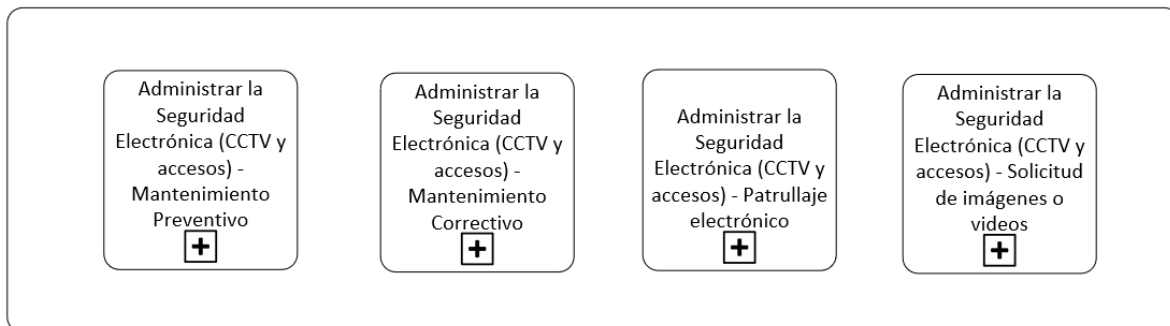 Administrar la
Seguridad
Electrónica (CCTV y
accesos) -
Mantenimiento
Preventivo
Administrar la
Seguridad
Electrónica (CCTV y
accesos) -
Mantenimiento
Correctivo
Administrar la
Seguridad
Electrónica (CCTV
y accesos) - Patrullaje
electrónico
Administrar la
Seguridad
Electrónica (CCTV y
accesos) - Solicitud
de imágenes o
videos